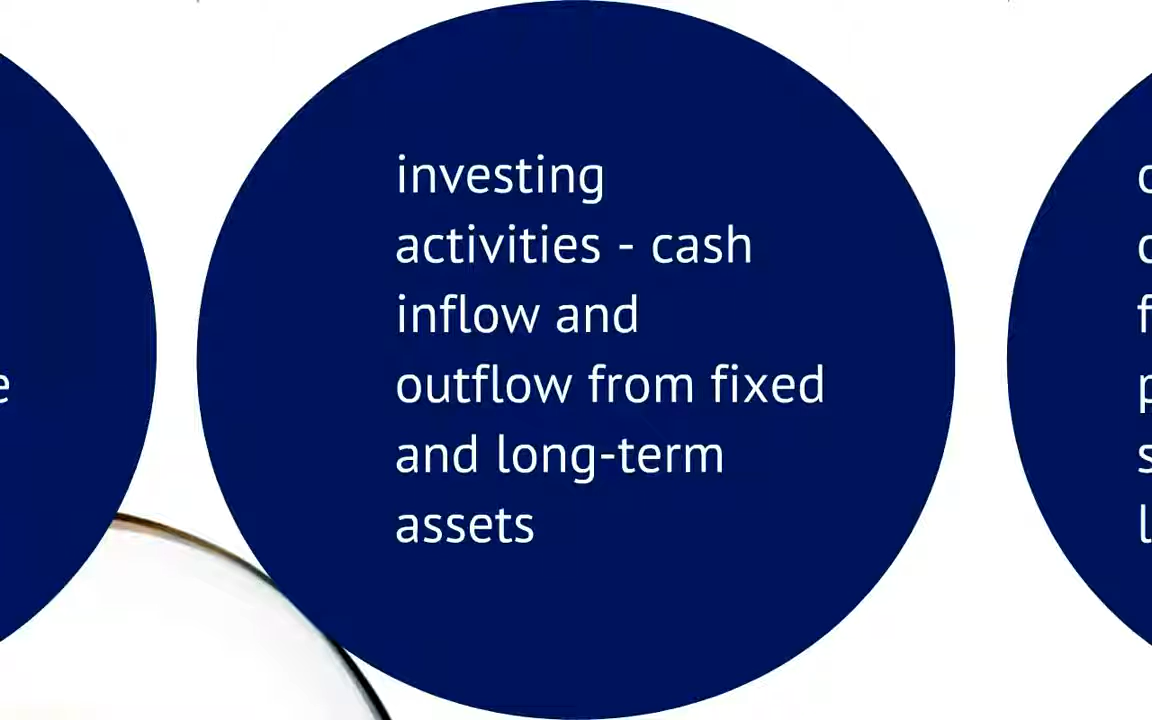 investing
activities - cash
inflow and
outflow from fixed
and long-term
assets